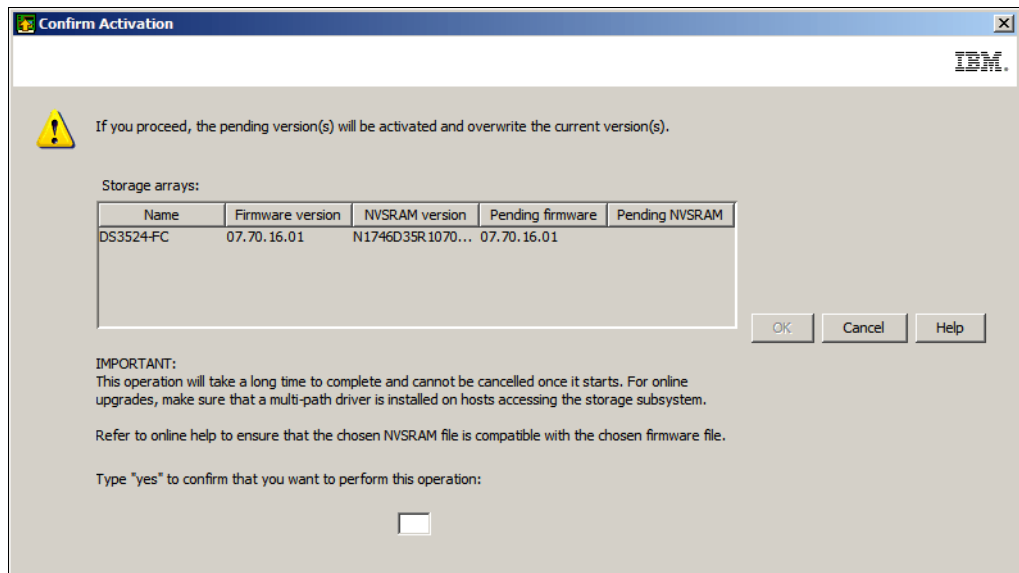 Confirm Activation
IBM.
If you proceed, the pending version(s) will be activated and overwrite the current version(s).
Storage arrays:
Name Firmware version NVSRAM version Pending firmware Pending NVSRAM
DS3524-FC 07.70.16.01 N1746D35R1070... 07.70.16.01
OK Cancel Help
IMPORTANT:
This operation will take a long time to complete and cannot be cancelled once it starts. For online
upgrades, make sure that a multi-path driver is installed on hosts accessing the storage subsystem.
Refer to online help to ensure that the chosen NVSRAM file is compatible with the chosen firmware file.
Type "yes" to confirm that you want to perform this operation: